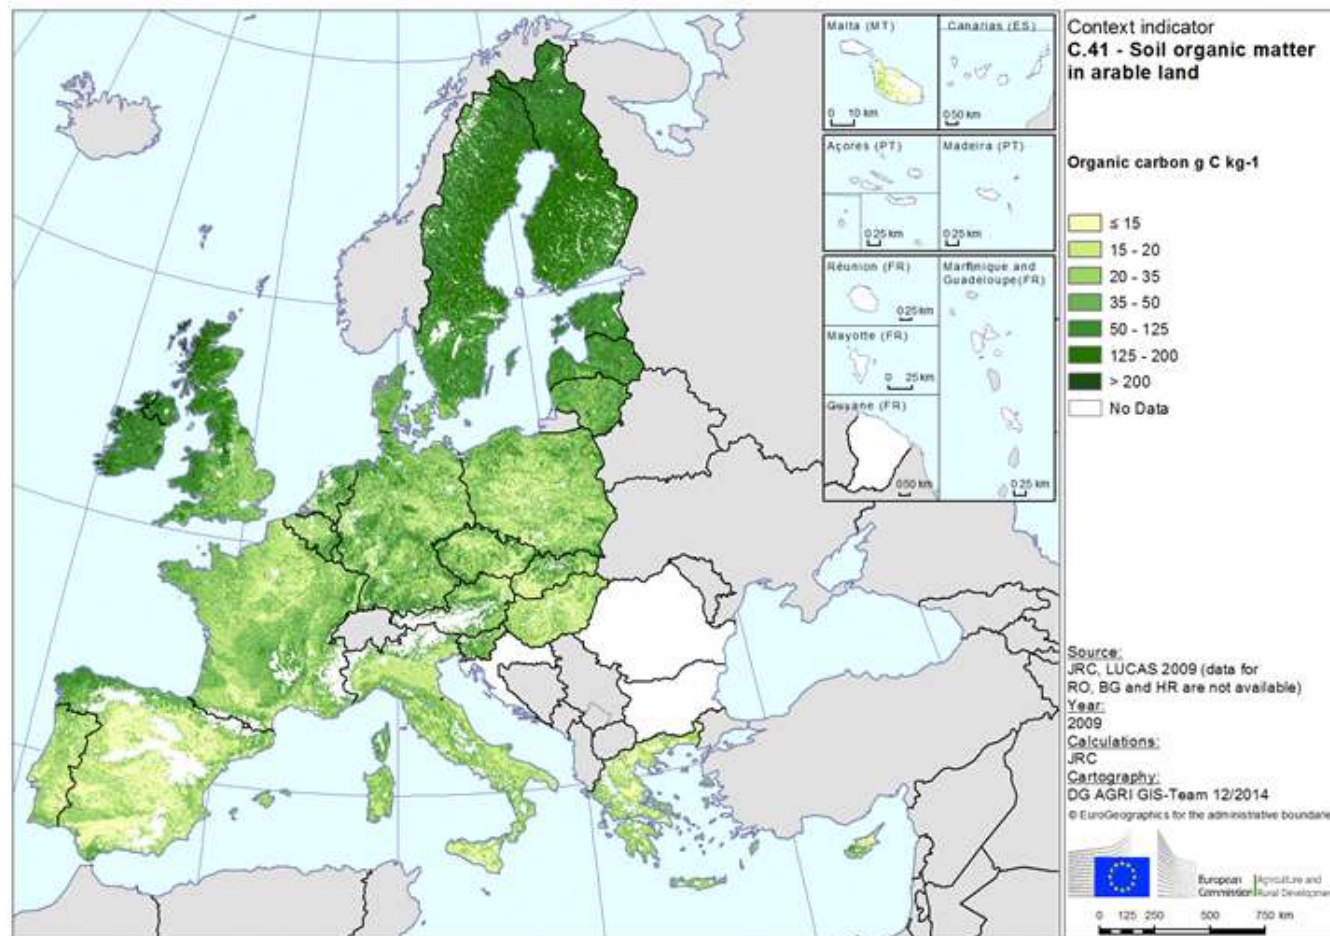 Context indicator
C.41 - Soil organic matter
in arable land
Organic carbon g C kg-1
≤ 15
15 - 20
20 - 35
35 - 50
50 - 125
125 - 200
> 200
No Data
Malta (MT)
0 10 km
Canarias (ES)
0 50 km
Açores (PT)
0 25 km
Madeira (PT)
0 25 km
Réunion (FR)
0 25 km
Martinique and
Guadeloupe(FR)
Mayotte (FR)
0 25 km
Guyane (FR)
0 50 km
0 25 km
Source:
JRC, LUCAS 2009 (data for
RO, BG and HR are not available)
Year:
2009
Calculations:
JRC
Cartography:
DG AGRI GIS-Team 12/2014
© EuroGeographics for the administrative boundarie
European
Commission
Agriculture and
Rural Developmen
0 125 250 500 750 km